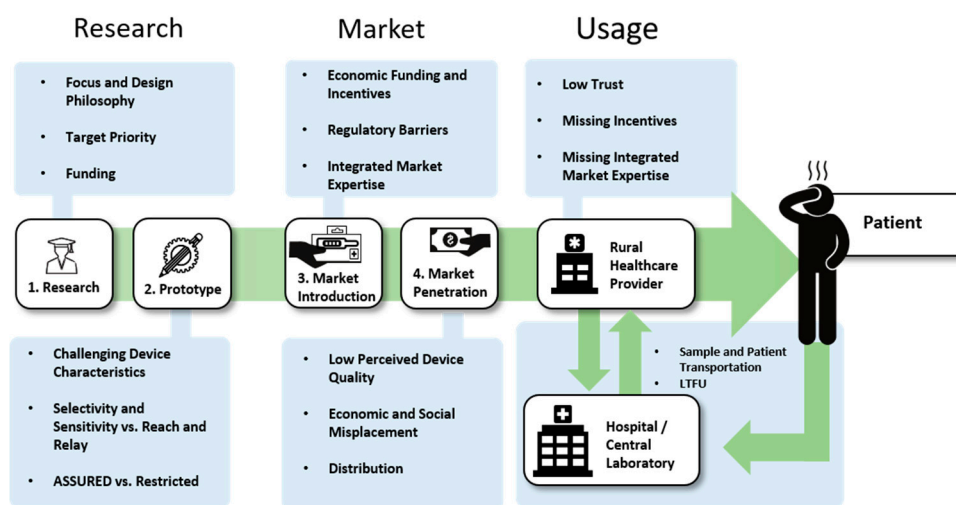 Research
Market
Usage
• Focus and Design
Philosophy
• Target Priority
• Funding
• Economic Funding and
Incentives
• Regulatory Barriers
• Integrated Market
Expertise
• Low Trust
• Missing Incentives
• Missing Integrated
Market Expertise
1. Research
2. Prototype
3. Market
Introduction
4. Market
Penetration
Rural
Healthcare
Provider
Patient
• Challenging Device
Characteristics
• Selectivity and
Sensitivity vs. Reach and
Relay
• ASSURED vs. Restricted
• Low Perceived Device
Quality
• Economic and Social
Misplacement
• Distribution
• Sample and Patient
Transportation
• LTFU
Hospital /
Central
Laboratory